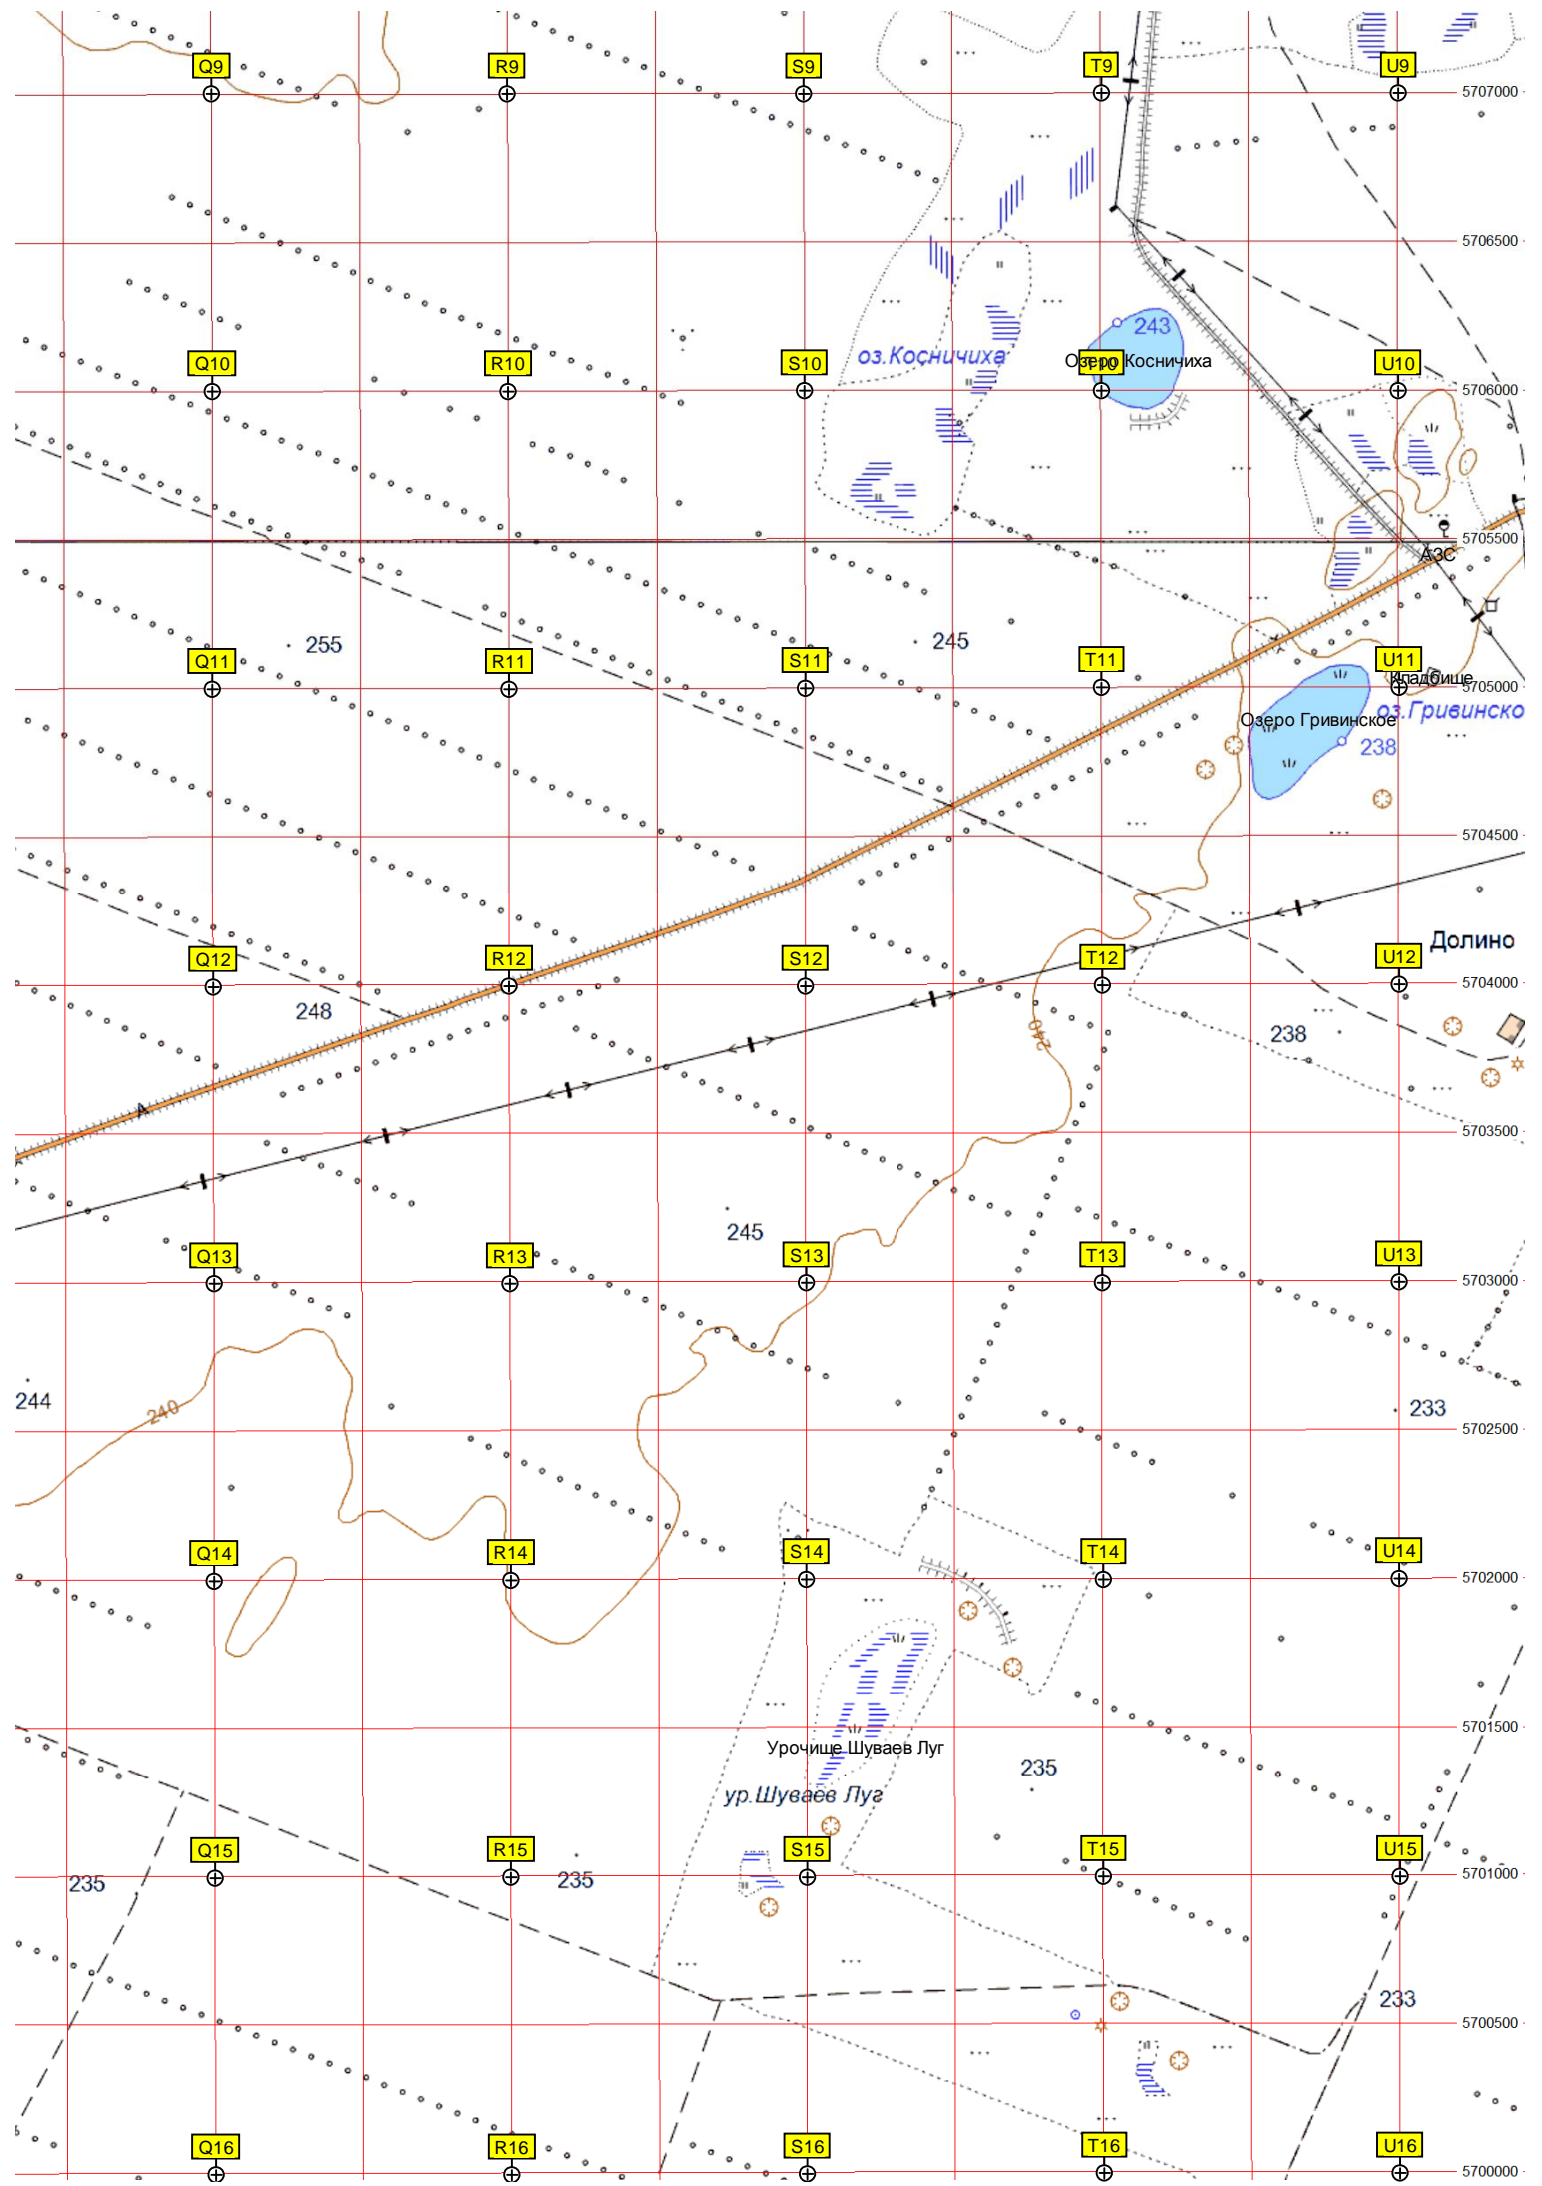 Q9
R9
S9
T9
U9
5707000
5706500
243
оз.Косничиха
Озеро Косничиха
Q10
R10
S10
T10
U10
5706000
5705500
АЗС
255
245
Q11
R11
S11
T11
U11
Кладбище
5705000
оз.Гривинско
Озеро Гривинское
238
5704500
Долино
Q12
R12
S12
T12
U12
5704000
248
240
238
А
5703500
245
Q13
R13
S13
T13
U13
5703000
244
240
233
5702500
Q14
R14
S14
T14
U14
5702000
5701500
Урочище Шуваев Луг
235
ур.Шуваев Луг
Q15
R15
S15
T15
U15
5701000
235
235
233
5700500
Q16
R16
S16
T16
U16
5700000